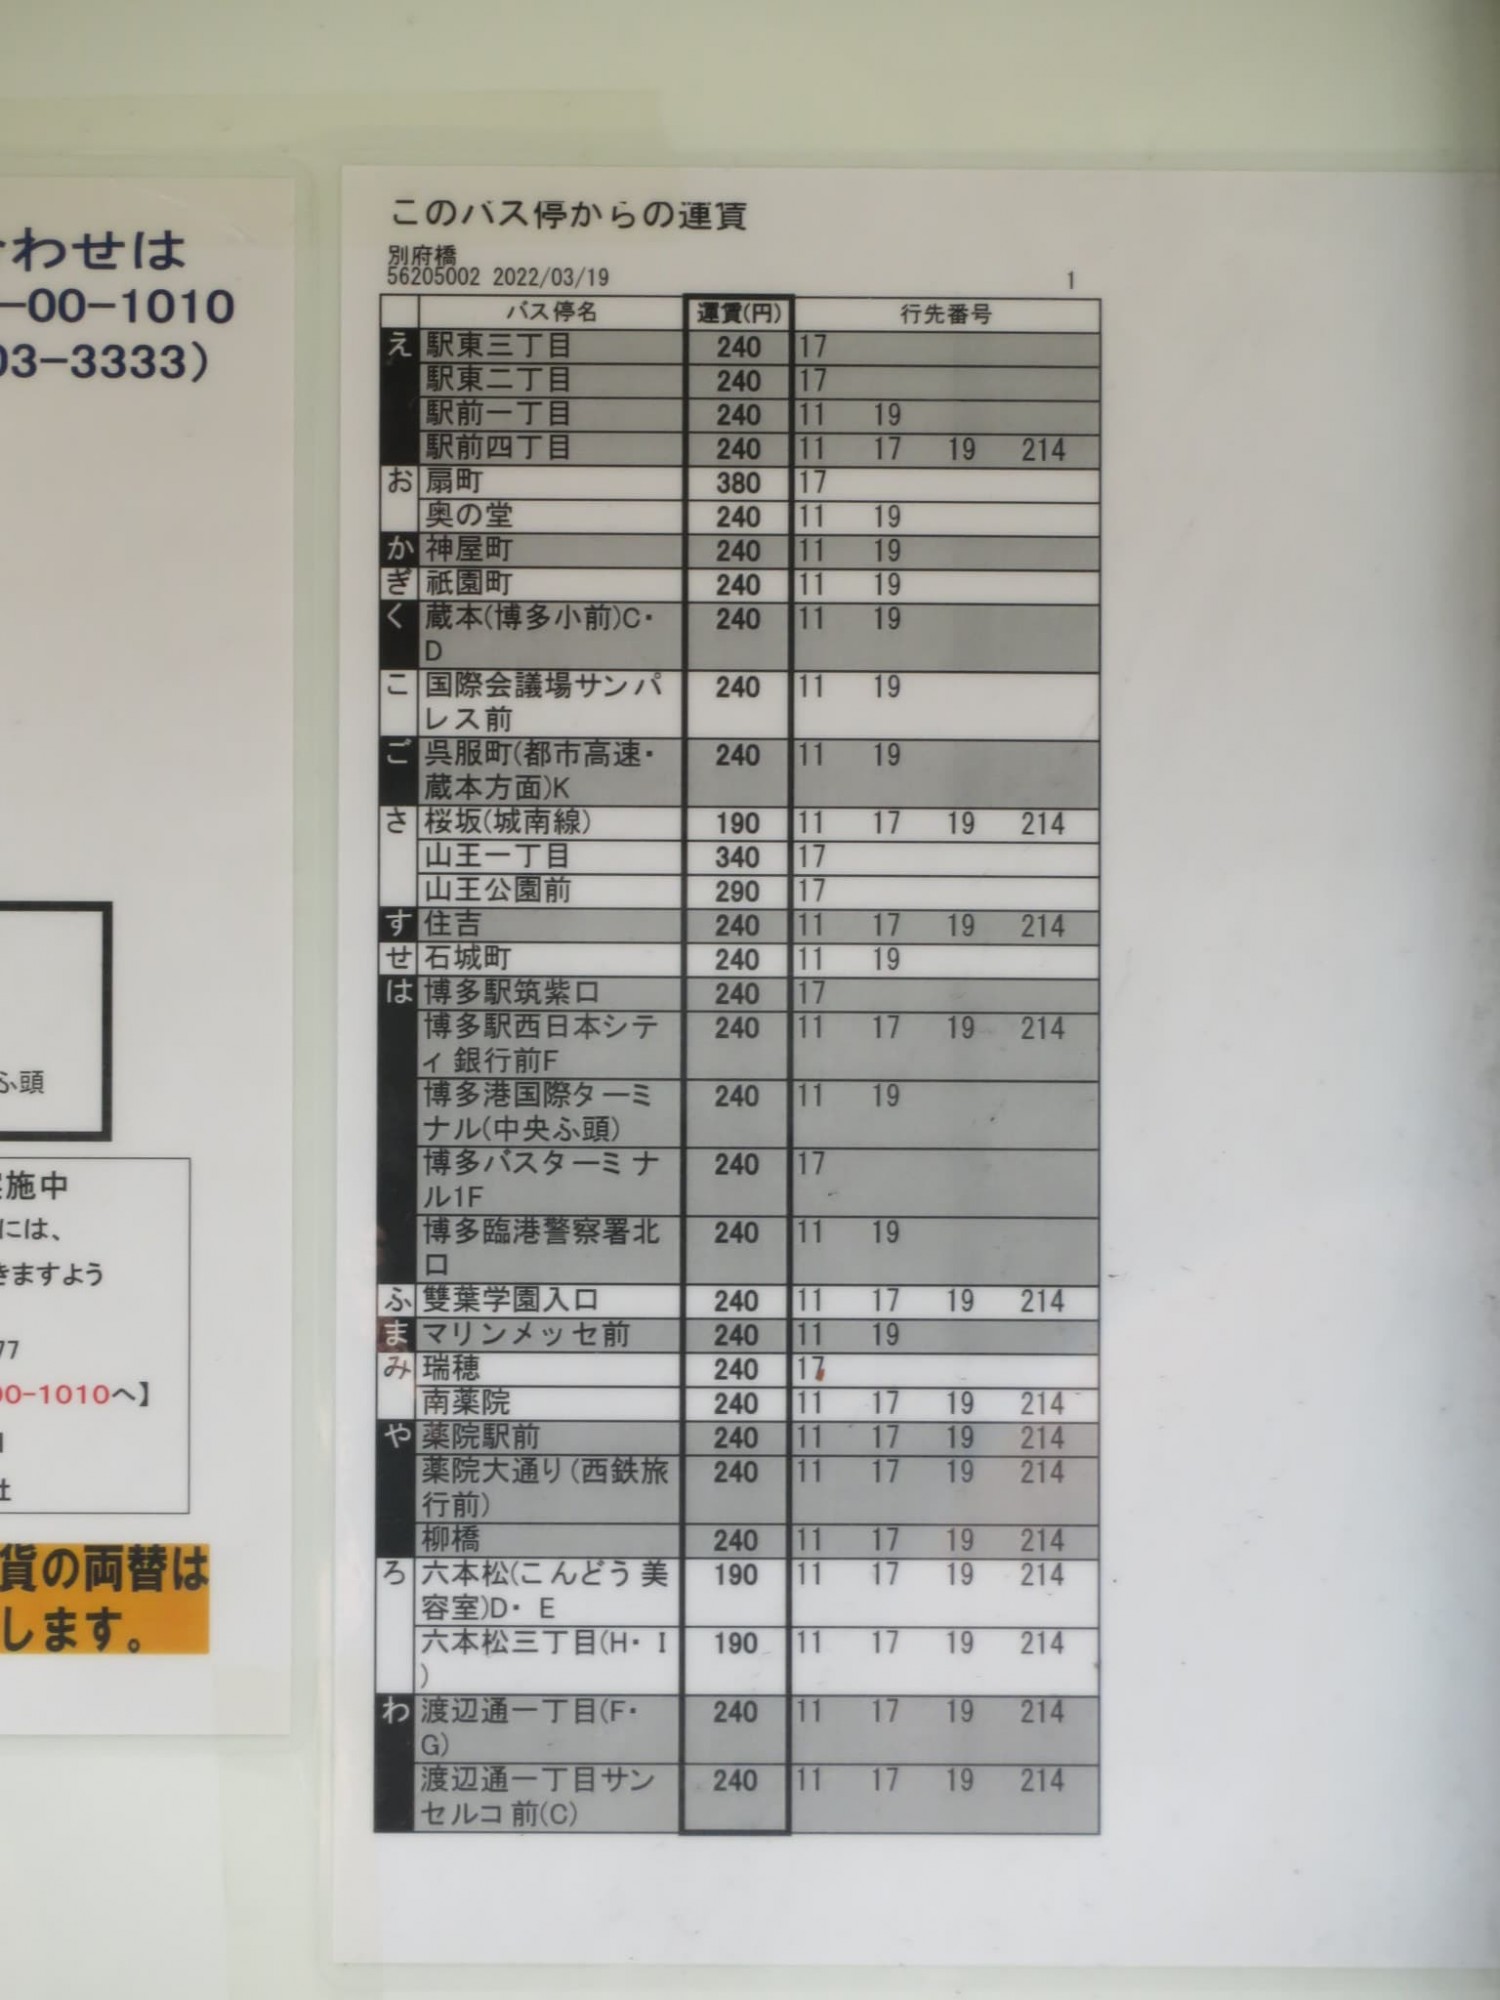 わせは
-00-1010
03-3333）
ふ頭
施中
には、
きますよう
77
00-1010へ】
社
貨の両替は
します。
このバス停からの運賃
別府橋
56205002 2022/03/19 1
バス停名 運賃(円) 行先番号
え 駅東三丁目 240 17
駅東二丁目 240 17
駅前一丁目 240 11 19
駅前四丁目 240 11 17 19 214
お 扇町 380 17
奥の堂 240 11 19
か 神屋町 240 11 19
ぎ 祇園町 240 11 19
く 蔵本(博多小前)C・ 240 11 19
D
こ 国際会議場サンパ 240 11 19
レス前
ご 呉服町(都市高速・ 240 11 19
蔵本方面)K
さ 桜坂(城南線) 190 11 17 19 214
山王一丁目 340 17
山王公園前 290 17
す 住吉 240 11 17 19 214
せ 石城町 240 11 19
は 博多駅筑紫口 240 17
博多駅西日本シテ 240 11 17 19 214
ィ銀行前F
博多港国際ターミ 240 11 19
ナル(中央ふ頭)
博多バスターミナ 240 17
ル1F
博多臨港警察署北 240 11 19
口
ふ 雙葉学園入口 240 11 17 19 214
ま マリンメッセ前 240 11 19
み 瑞穂 240 17
南薬院 240 11 17 19 214
や 薬院駅前 240 11 17 19 214
薬院大通り(西鉄旅 240 11 17 19 214
行前)
柳橋 240 11 17 19 214
ろ 六本松(こんどう美 190 11 17 19 214
容室)D・E
六本松三丁目(H・I 190 11 17 19 214
)
わ 渡辺通一丁目(F・ 240 11 17 19 214
G)
渡辺通一丁目サン 240 11 17 19 214
セルコ前(C)